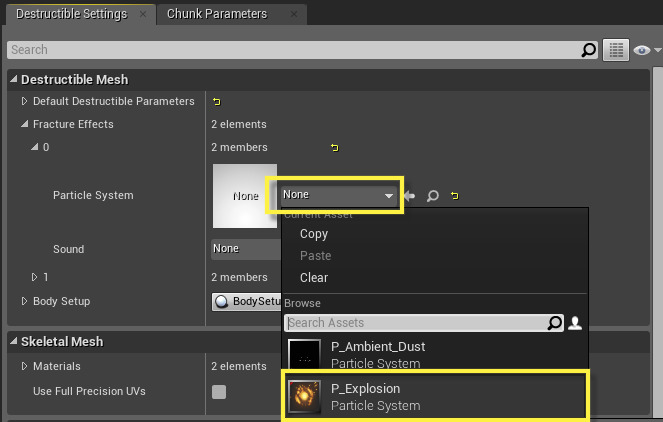 Destructible Settings × Chunk Parameters ×
Search
Destructible Mesh
Default Destructible Parameters
Fracture Effects 2 elements
0 2 members
Particle System None None
Current Asset
Copy
Sound None
Paste
Clear
1 2 members
Body Setup BodySetu
Browse
Search Assets
Skeletal Mesh
P_Ambient_Dust
Particle System
Materials 2 elements
P_Explosion
Use Full Precision UVs
Particle System